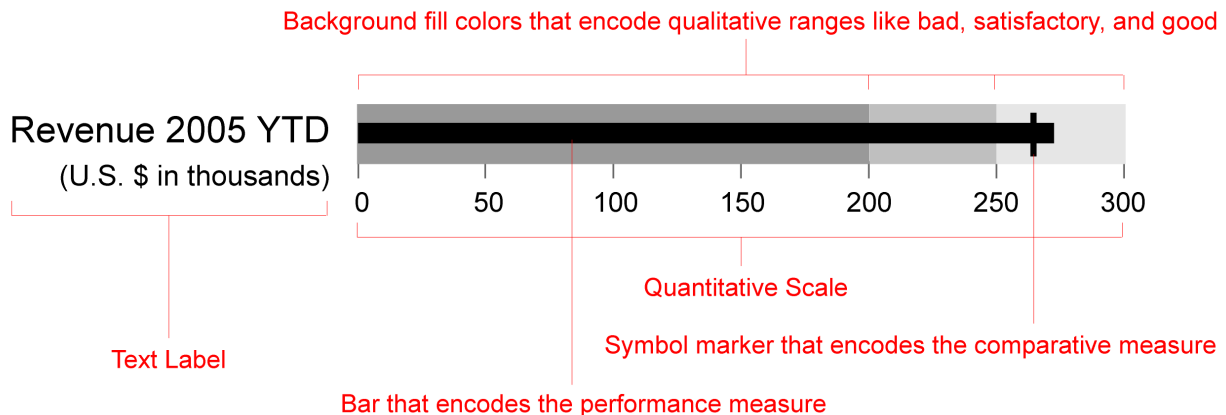 Background fill colors that encode qualitative ranges like bad, satisfactory, and good
Revenue 2005 YTD
(U.S. $ in thousands)
0 50 100 150 200 250 300
Quantitative Scale
Symbol marker that encodes the comparative measure
Text Label
Bar that encodes the performance measure